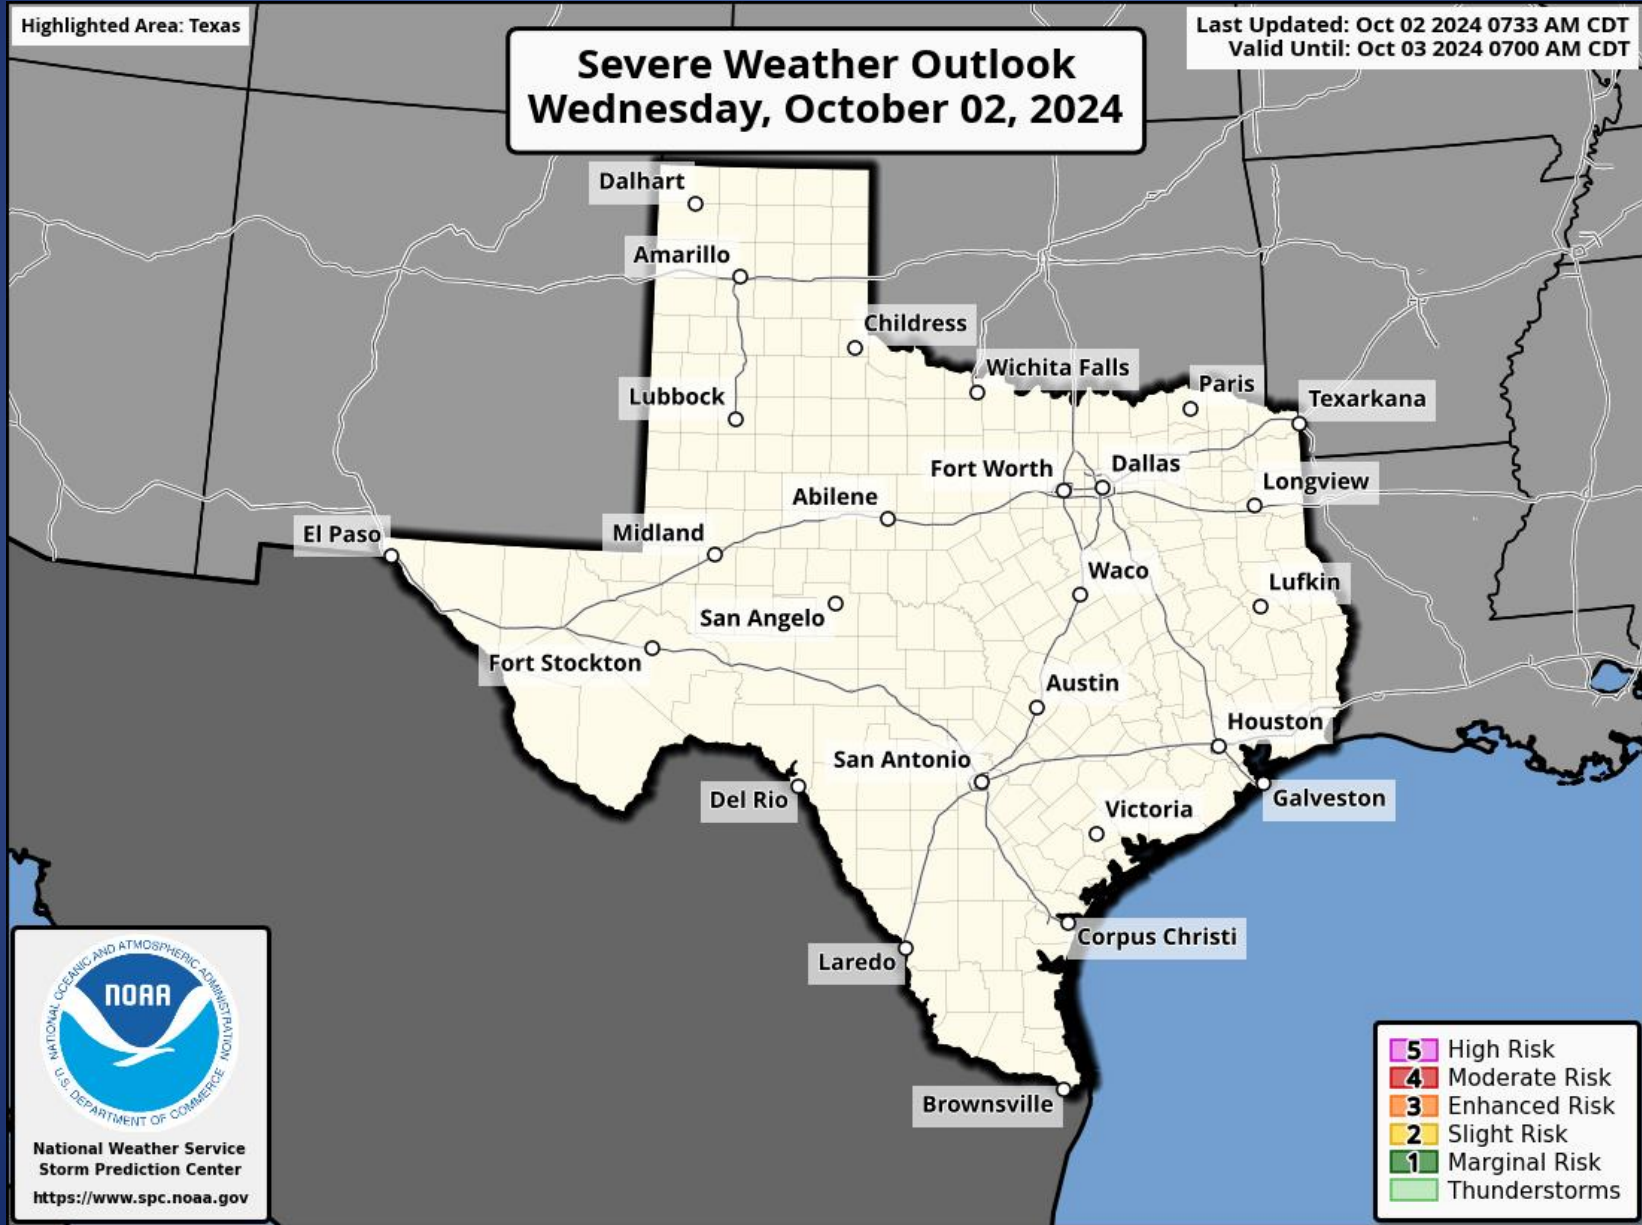 Highlighted Area: Texas
Severe Weather Outlook
Wednesday, October 02, 2024
Last Updated: Oct 02 2024 0733 AM CDT
Valid Until: Oct 03 2024 0700 AM CDT
Dalhart
Amarillo
Childress
Wichita Falls
Paris
Texarkana
Lubbock
Fort Worth
Dallas
Longview
Abilene
El Paso
Midland
Waco
Lufkin
San Angelo
Fort Stockton
Austin
Houston
San Antonio
Del Rio
Galveston
Victoria
Corpus Christi
Laredo
Brownsville
NATIONAL OCEANIC AND ATMOSPHERIC ADMINISTRATION
NOAA
U.S. DEPARTMENT OF COMMERCE
National Weather Service
Storm Prediction Center
https://www.spc.noaa.gov
5 High Risk
4 Moderate Risk
3 Enhanced Risk
2 Slight Risk
1 Marginal Risk
Thunderstorms